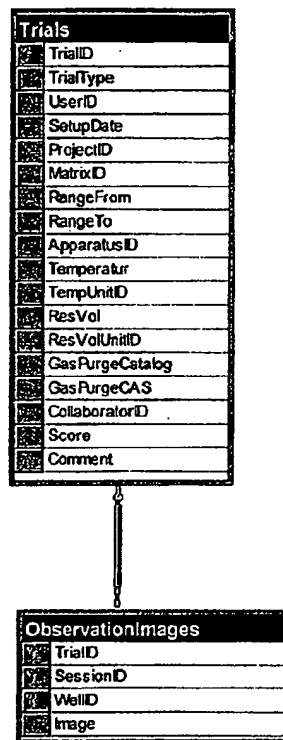 Trials
TrialID
TrialType
UserID
SetupDate
ProjectID
MatrixID
RangeFrom
RangeTo
ApparatusID
Temperatur
TempUnitID
ResVol
ResVolUnitID
GasPurgeCatalog
GasPurgeCAS
CollaboratorID
Score
Comment
ObservationImages
TrialID
SessionID
WellID
Image